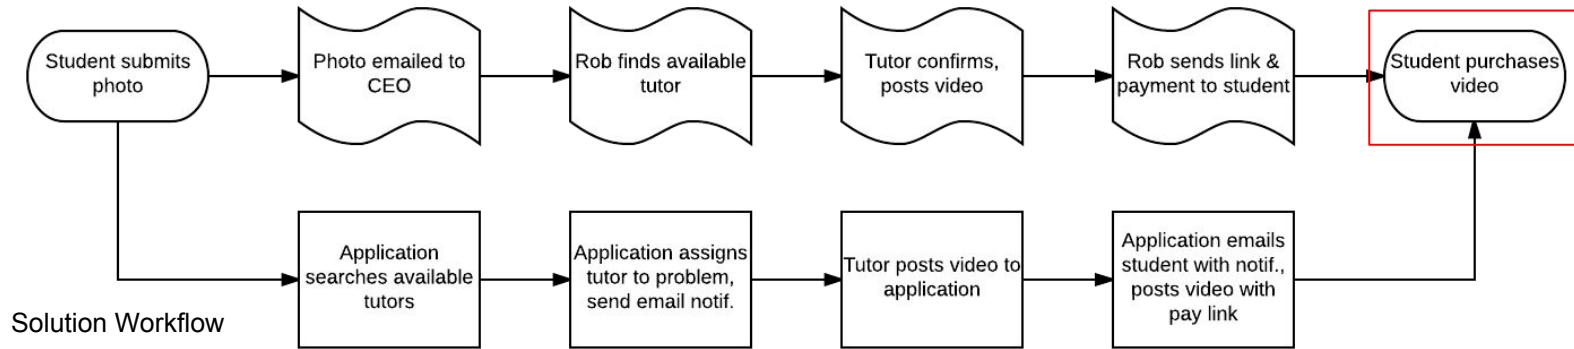 Student submits
photo
Photo emailed to
CEO
Rob finds available
tutor
Tutor confirms,
posts video
Rob sends link &
payment to student
Student purchases
video
Application
searches available
tutors
Application assigns
tutor to problem,
send email notif.
Tutor posts video to
application
Application emails
student with notif.,
posts video with
pay link
Solution Workflow